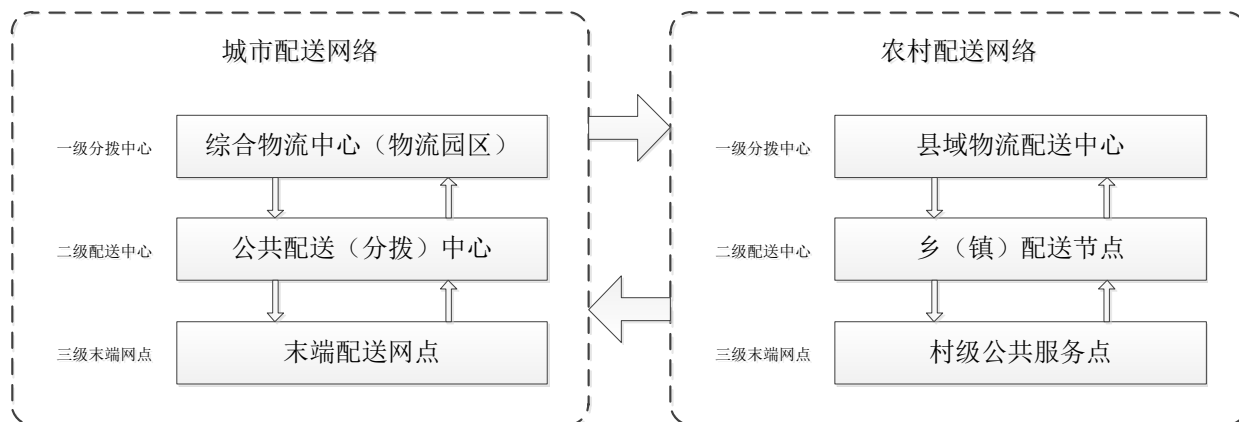 城市配送网络
一级分拨中心
综合物流中心（物流园区）
二级配送中心
公共配送（分拨）中心
三级末端网点
末端配送网点
农村配送网络
一级分拨中心
县域物流配送中心
二级配送中心
乡（镇）配送节点
三级末端网点
村级公共服务点